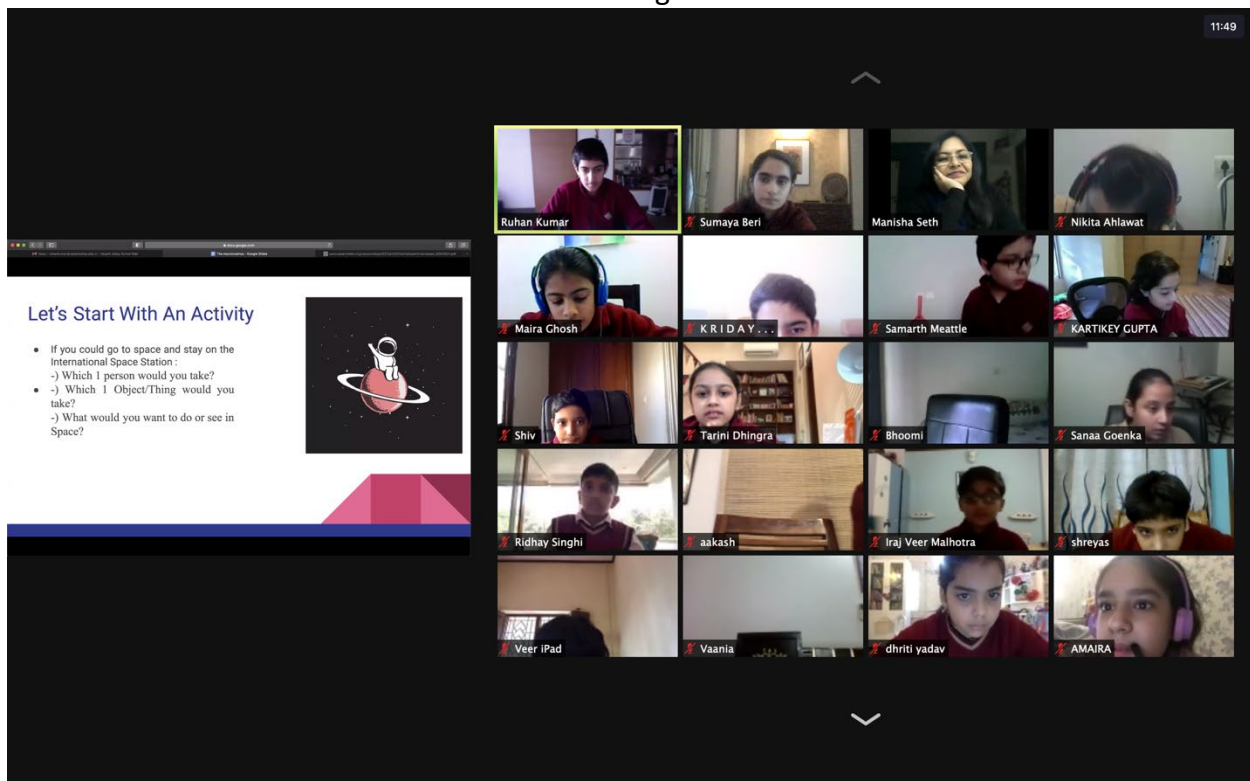 11:49
docs.google.com
Let's Start With An Activity
● If you could go to space and stay on the
International Space Station :
-) Which 1 person would you take?
● -) Which 1 Object/Thing would you
take?
-) What would you want to do or see in
Space?
Ruhan Kumar
Sumaya Beri
Manisha Seth
Nikita Ahlawat
Maira Ghosh
K R I D A Y . . .
Samarth Meattle
KARTIKEY GUPTA
Shiv
Tarini Dhingra
Bhoomi
Sanaa Goenka
Ridhay Singhi
aakash
Iraj Veer Malhotra
shreyas
Veer iPad
Vaania
dhriti yadav
AMAIRA